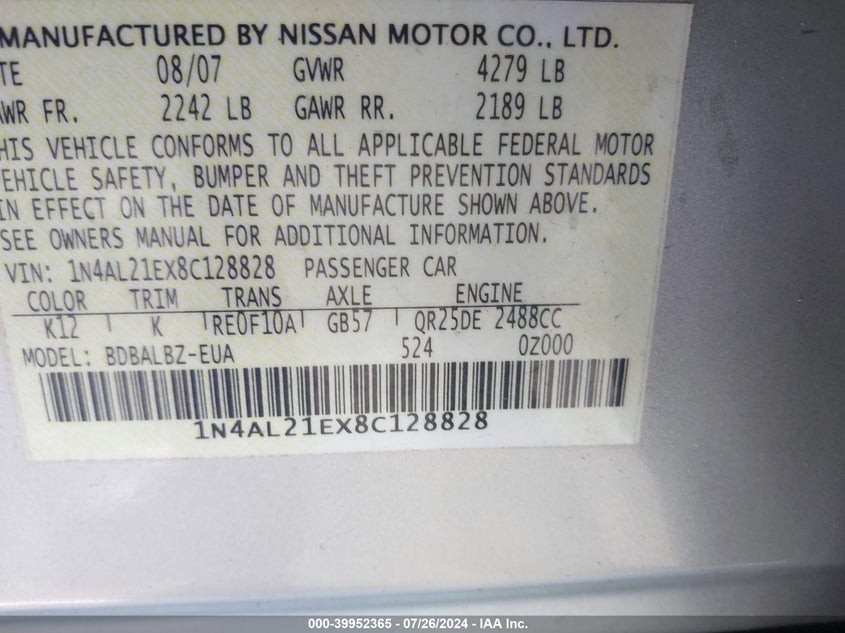 MANUFACTURED BY NISSAN MOTOR CO., LTD.
TE 08/07 GVWR 4279 LB
AWR FR. 2242 LB GAWR RR. 2189 LB
HIS VEHICLE CONFORMS TO ALL APPLICABLE FEDERAL MOTOR
EHICLE SAFETY, BUMPER AND THEFT PREVENTION STANDARDS
IN EFFECT ON THE DATE OF MANUFACTURE SHOWN ABOVE.
SEE OWNERS MANUAL FOR ADDITIONAL INFORMATION.
VIN: 1N4AL21EX8C128828 PASSENGER CAR
COLOR TRIM TRANS AXLE ENGINE
K12 K RE0F10A GB57 QR25DE 2488CC
MODEL: BDBALBZ-EUA 524 0Z000
1N4AL21EX8C128828
000-39952365 - 07/26/2024 - IAA Inc.